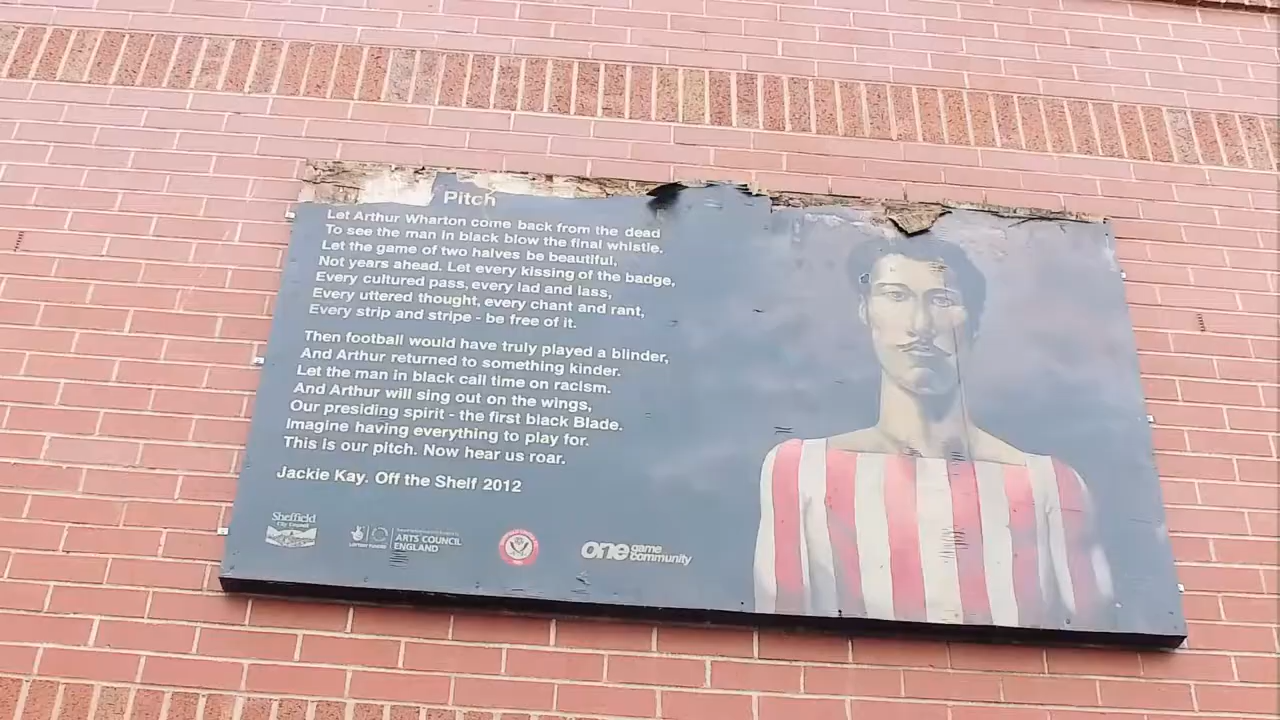 Pitch
Let Arthur Wharton come back from the dead
To see the man in black blow the final whistle.
Let the game of two halves be beautiful,
Not years ahead. Let every kissing of the badge,
Every cultured pass, every lad and lass,
Every uttered thought, every chant and rant,
Every strip and stripe - be free of it.
Then football would have truly played a blinder,
And Arthur returned to something kinder.
Let the man in black call time on racism.
And Arthur will sing out on the wings,
Our presiding spirit - the first black Blade.
Imagine having everything to play for.
This is our pitch. Now hear us roar.
Jackie Kay. Off the Shelf 2012
Sheffield
City Council
LOTTERY FUNDED
ARTS COUNCIL
ENGLAND
one game
community